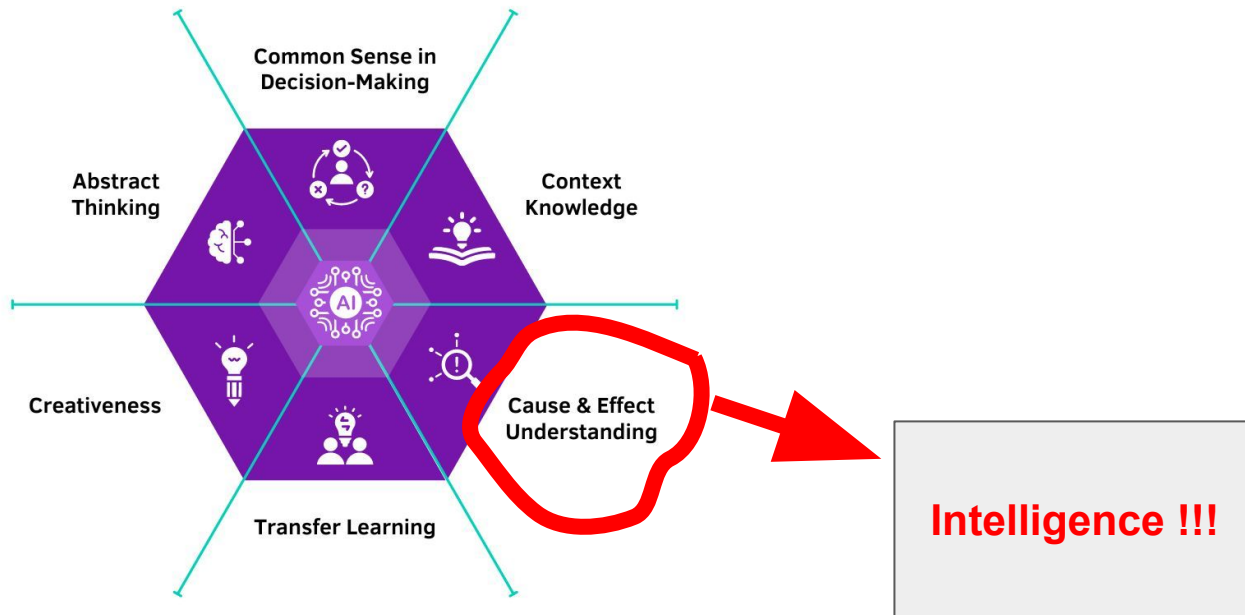 Common Sense in
Decision-Making
Abstract
Thinking
Context
Knowledge
AI
Creativeness
Cause & Effect
Understanding
Transfer Learning
Intelligence !!!